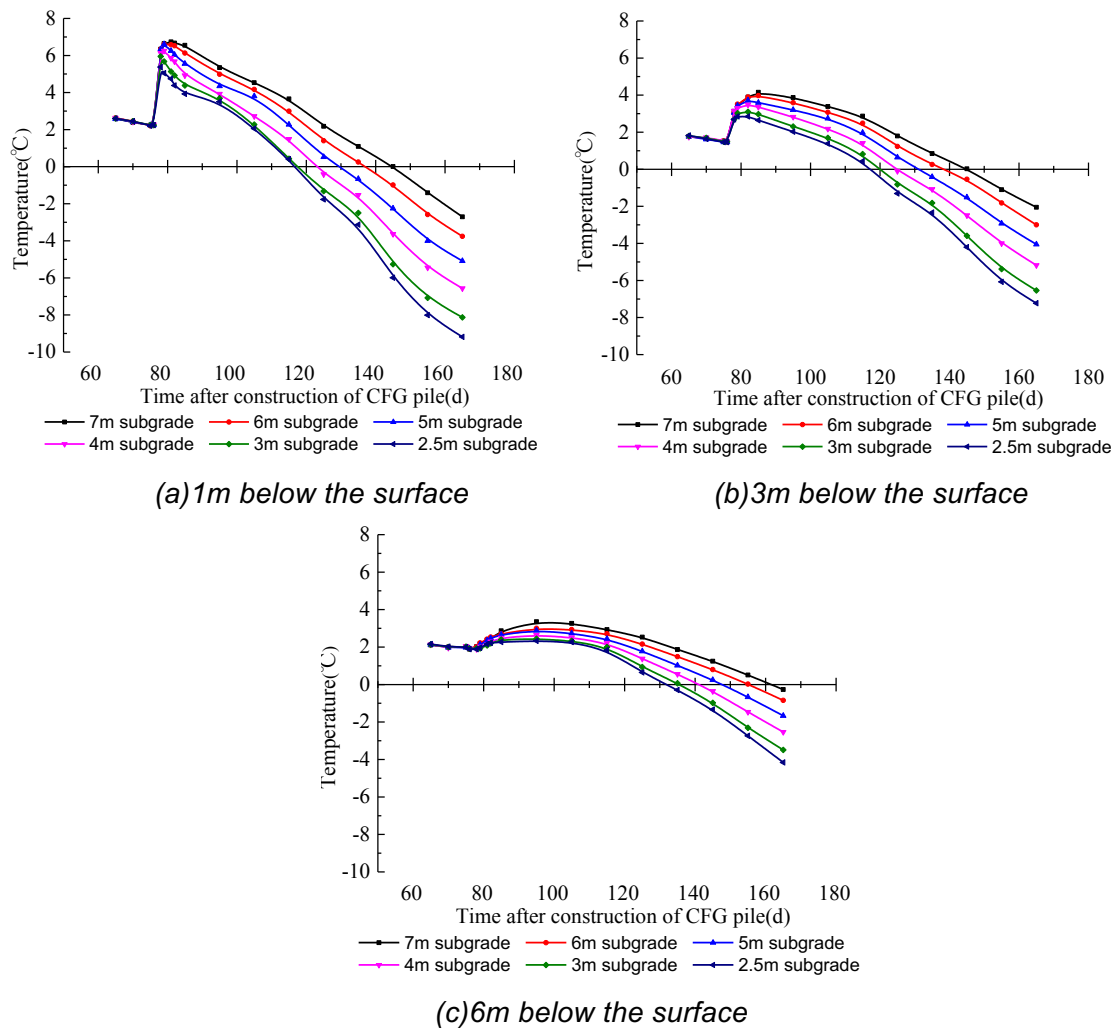 8
6
4
2
0
-2
-4
-6
-8
-10
Temperature(℃)
60 80 100 120 140 160 180
Time after construction of CFG pile(d)
7m subgrade 6m subgrade 5m subgrade
4m subgrade 3m subgrade 2.5m subgrade
(a)1m below the surface
8
6
4
2
0
-2
-4
-6
-8
-10
Temperature(℃)
60 80 100 120 140 160 180
Time after construction of CFG pile(d)
7m subgrade 6m subgrade 5m subgrade
4m subgrade 3m subgrade 2.5m subgrade
(b)3m below the surface
8
6
4
2
0
-2
-4
-6
-8
-10
Temperature(℃)
60 80 100 120 140 160 180
Time after construction of CFG pile(d)
7m subgrade 6m subgrade 5m subgrade
4m subgrade 3m subgrade 2.5m subgrade
(c)6m below the surface